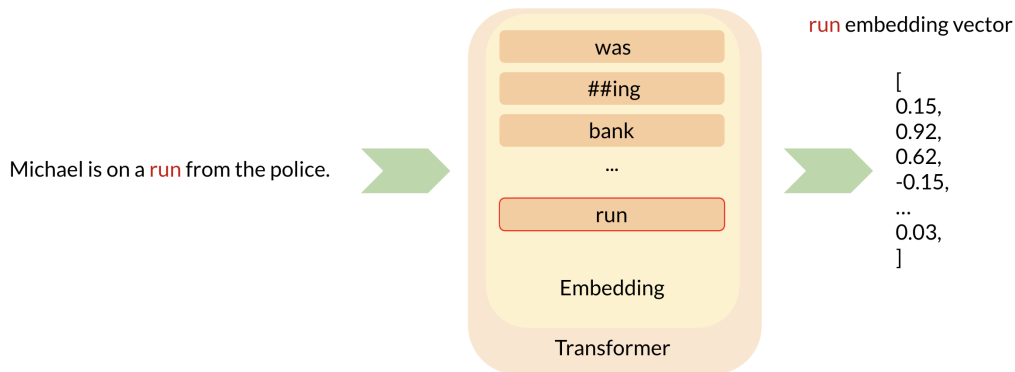 Michael is on a run from the police.
was
##ing
bank
...
run
Embedding
Transformer
run embedding vector
[
0.15,
0.92,
0.62,
-0.15,
...
0.03,
]